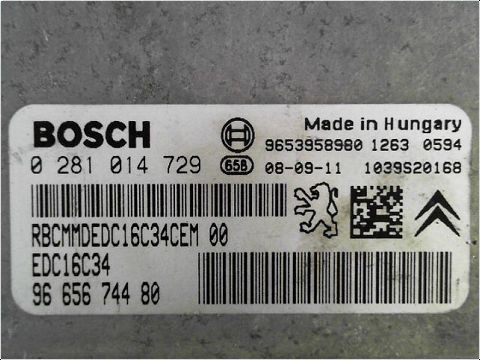 BOSCH
Made in Hungary
9653958980 1263 0594
0 281 014 729
658
08-09-11 1039S20168
RBCMMDEDC16C34CEM 00
EDC16C34
96 656 744 80